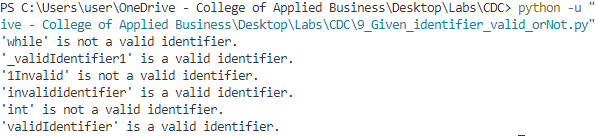 PS C:\Users\user\OneDrive - College of Applied Business\Desktop\Labs\CDC> python -u "
ive - College of Applied Business\Desktop\Labs\CDC\9_Given_identifier_valid_orNot.py"
'while' is not a valid identifier.
'_validIdentifier1' is a valid identifier.
'1Invalid' is not a valid identifier.
'invalididentifier' is a valid identifier.
'int' is not a valid identifier.
'validIdentifier' is a valid identifier.